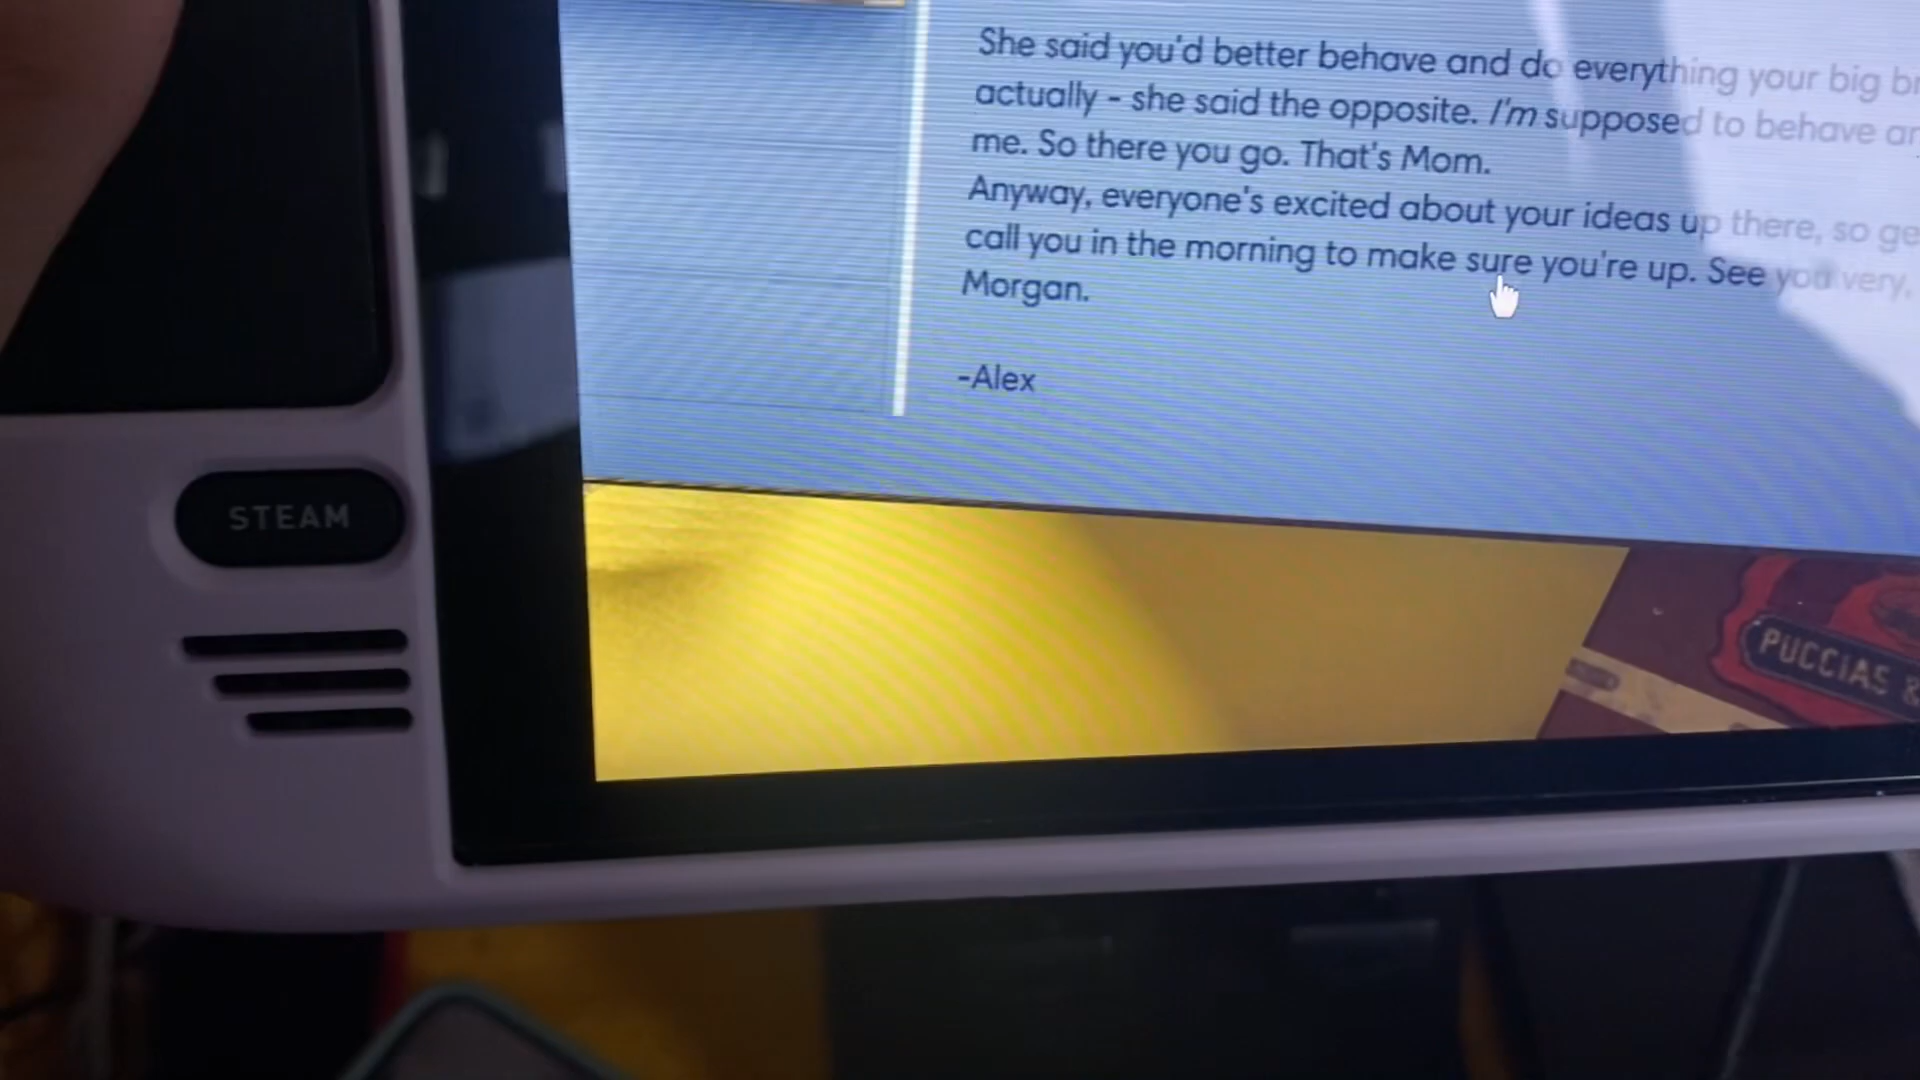 She said you'd better behave and do everything your big
actually - she said the opposite. I'm supposed to behave
me. So there you go. That's Mom.
Anyway, everyone's excited about your ideas up there, so
call you in the morning to make sure you're up. See you very,
Morgan.
-Alex
STEAM
PUCCIAS &